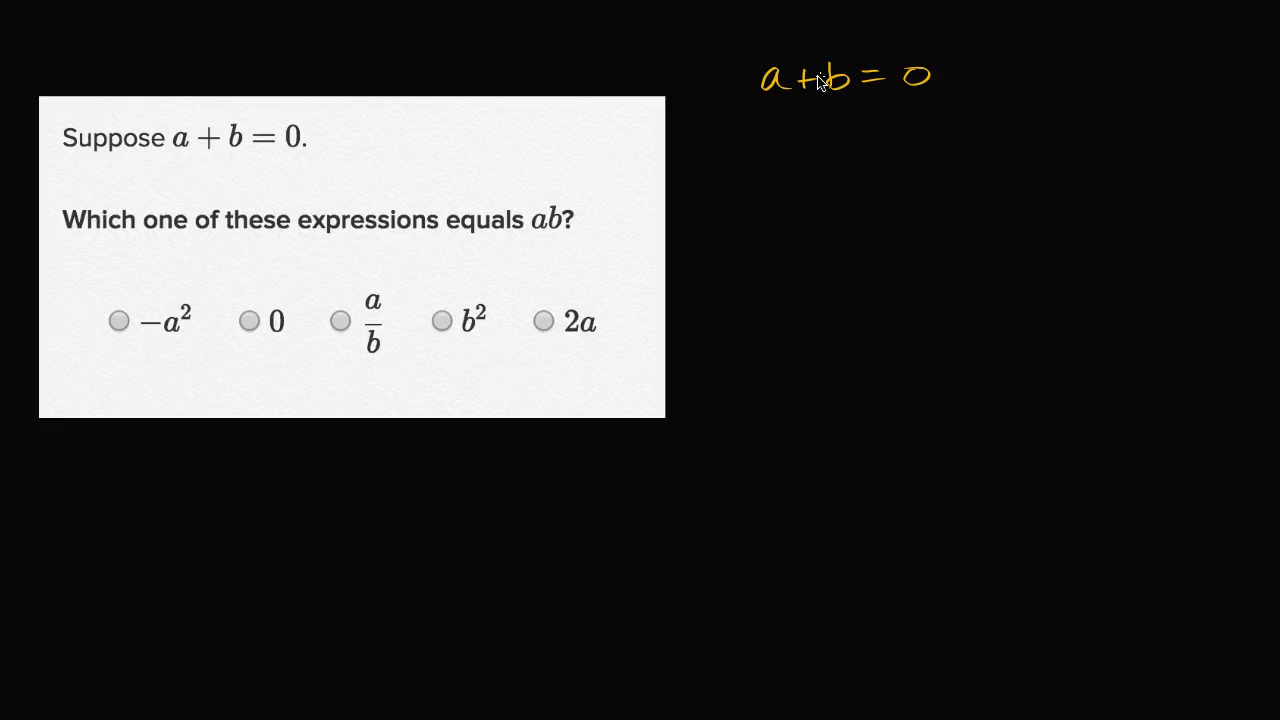 a + b = 0
Suppose a + b = 0.
Which one of these expressions equals ab?
−a² 0 a/b b² 2a